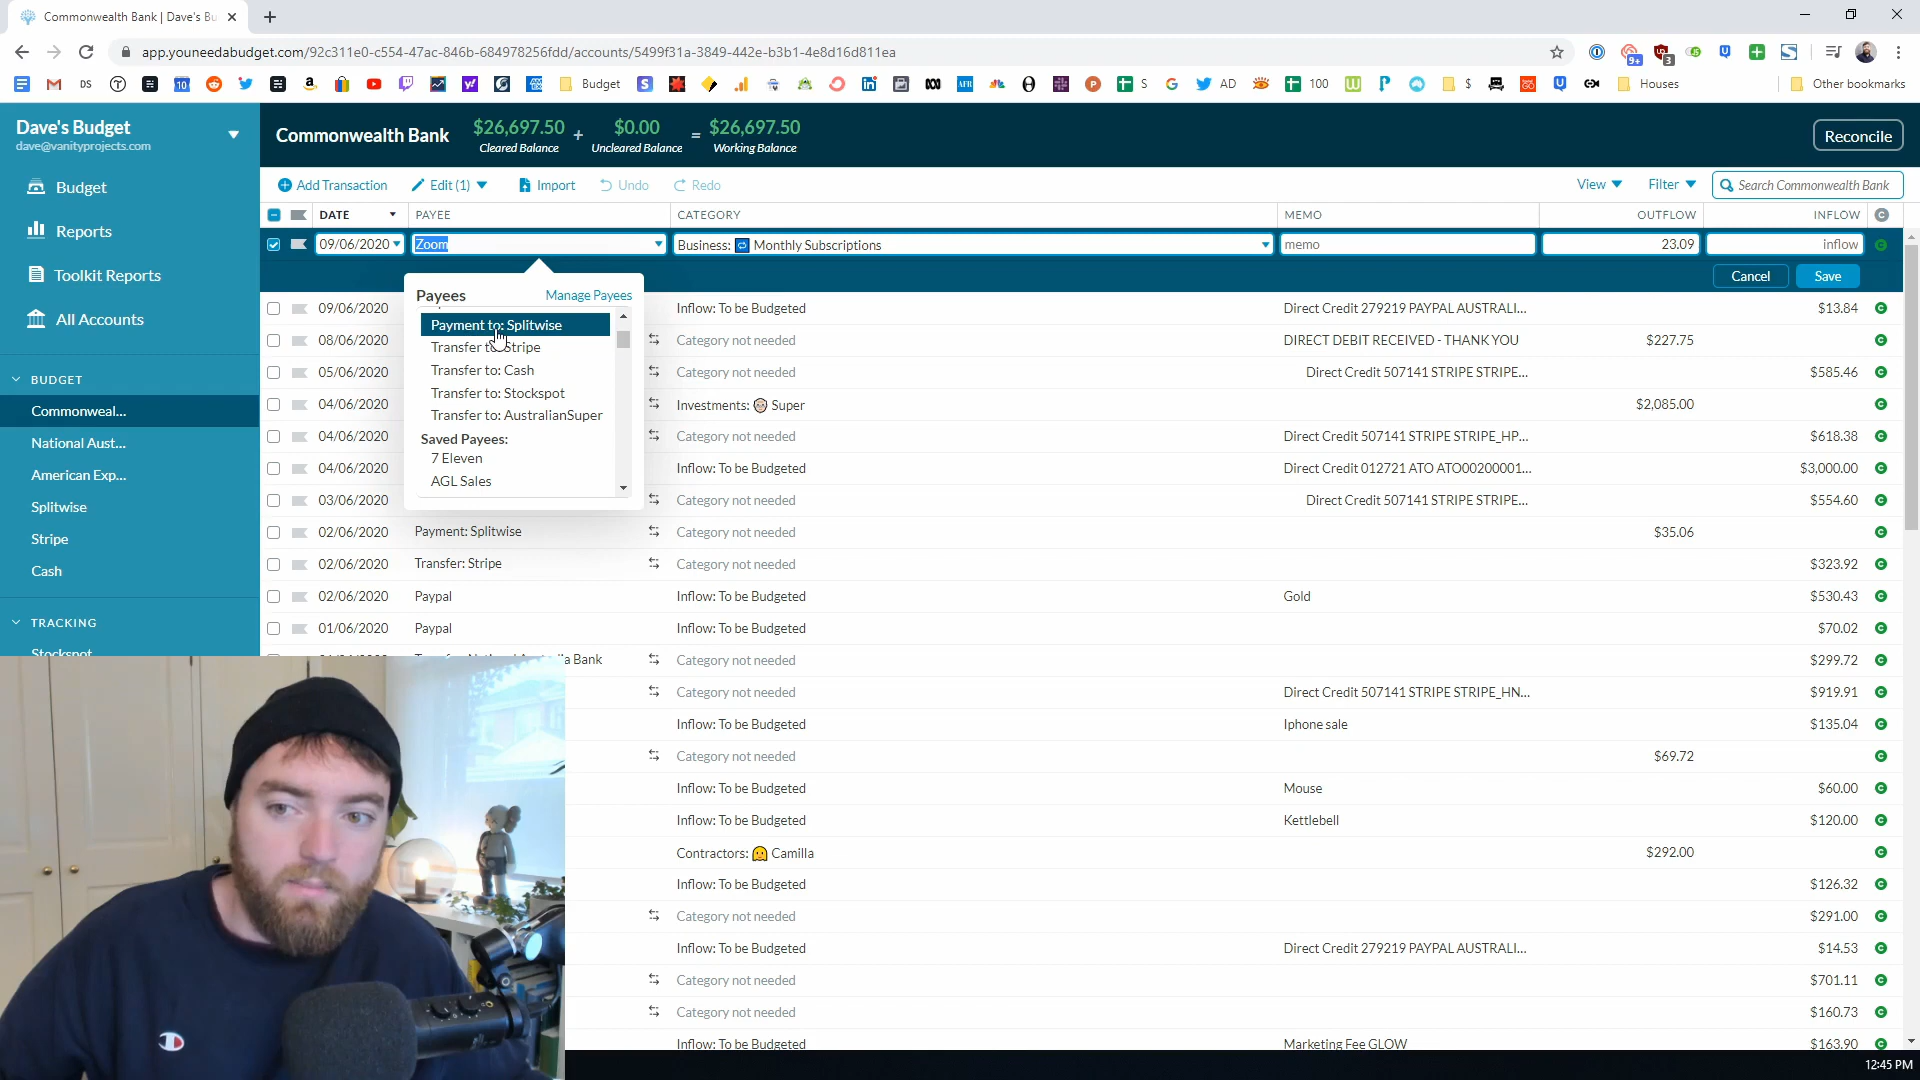 Commonwealth Bank | Dave's Bu
app.youneedabudget.com/92c311e0-c554-47ac-846b-684978256fdd/accounts/5499f31a-3849-442e-b3b1-4e8d16d811ea
9+ 3
DS 10 Budget S AFR S AD 100 $ Houses Other bookmarks
Dave's Budget
dave@vanityprojects.com
Commonwealth Bank
$26,697.50 + $0.00 = $26,697.50
Cleared Balance Uncleared Balance Working Balance
Reconcile
Budget
Reports
Toolkit Reports
All Accounts
BUDGET
Commonweal...
National Aust...
American Exp...
Splitwise
Stripe
Cash
TRACKING
Stockspot
Add Transaction Edit (1) Import Undo Redo View Filter Search Commonwealth Bank
DATE PAYEE CATEGORY MEMO OUTFLOW INFLOW C
09/06/2020 Zoom Business: Monthly Subscriptions memo 23.09 inflow
Cancel Save
Payees Manage Payees
Payment to: Splitwise
Transfer to: Stripe
Transfer to: Cash
Transfer to: Stockspot
Transfer to: AustralianSuper
Saved Payees:
7 Eleven
AGL Sales
09/06/2020 Inflow: To be Budgeted Direct Credit 279219 PAYPAL AUSTRALI... $13.84
08/06/2020 Category not needed DIRECT DEBIT RECEIVED - THANK YOU $227.75
05/06/2020 Category not needed Direct Credit 507141 STRIPE STRIPE... $585.46
04/06/2020 Investments: Super $2,085.00
04/06/2020 Category not needed Direct Credit 507141 STRIPE STRIPE_HP... $618.38
04/06/2020 Inflow: To be Budgeted Direct Credit 012721 ATO ATO00200001... $3,000.00
03/06/2020 Category not needed Direct Credit 507141 STRIPE STRIPE... $554.60
02/06/2020 Payment: Splitwise Category not needed $35.06
02/06/2020 Transfer: Stripe Category not needed $323.92
02/06/2020 Paypal Inflow: To be Budgeted Gold $530.43
01/06/2020 Paypal Inflow: To be Budgeted $70.02
a Bank Category not needed $299.72
Category not needed Direct Credit 507141 STRIPE STRIPE_HN... $919.91
Inflow: To be Budgeted Iphone sale $135.04
Category not needed $69.72
Inflow: To be Budgeted Mouse $60.00
Inflow: To be Budgeted Kettlebell $120.00
Contractors: Camilla $292.00
Inflow: To be Budgeted $126.32
Category not needed $291.00
Inflow: To be Budgeted Direct Credit 279219 PAYPAL AUSTRALI... $14.53
Category not needed $701.11
Category not needed $160.73
Inflow: To be Budgeted Marketing Fee GLOW $163.90
12:45 PM